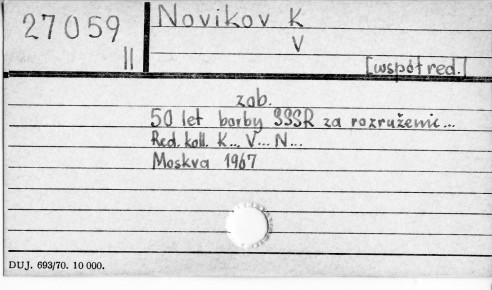 27059
II
Novikov K
V
[współred.]
zob.
50 let borby SSSR za razruženie...
Red. koll. K... V... N...
Moskva 1967
DUJ. 693/70. 10 000.